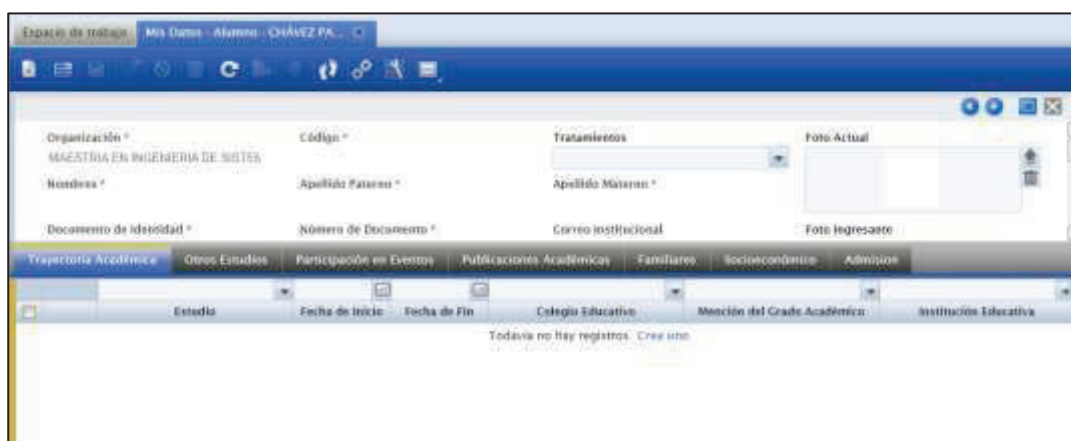 Espacio de trabajo Mis Datos - Alumno - CHÁVEZ PA...
Organización * Código * Tratamientos Foto Actual
MAESTRIA EN INGENIERIA DE SISTEM
Nombres * Apellido Paterno * Apellido Materno *
Documento de Identidad * Número de Documento * Correo Institucional Foto Ingresante
Trayectoria Académica Otros Estudios Participación en Eventos Publicaciones Académicas Familiares Socioeconómico Admision
Estudio Fecha de Inicio Fecha de Fin Colegio Educativo Mención del Grado Académico Institución Educativa
Todavía no hay registros. Cree uno